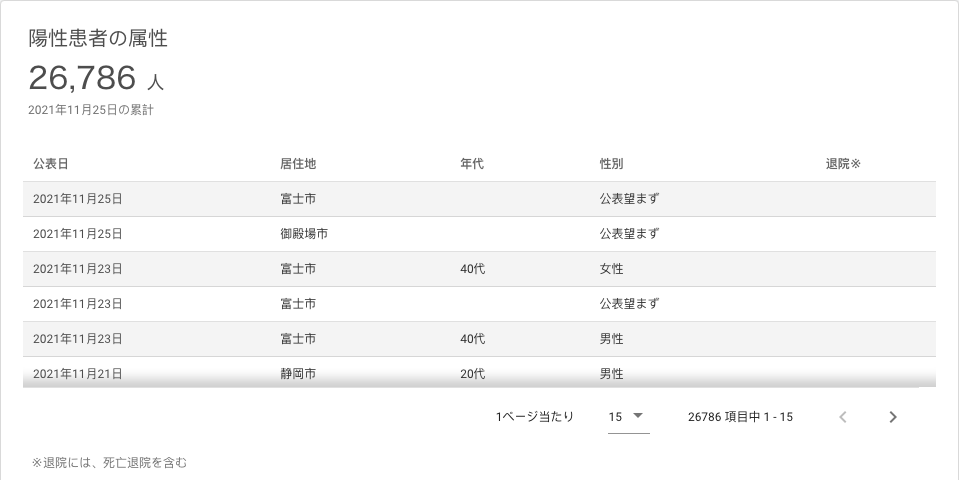 陽性患者の属性
26,786 人
2021年11月25日の累計
公表日 居住地 年代 性別 退院※
2021年11月25日 富士市 公表望まず
2021年11月25日 御殿場市 公表望まず
2021年11月23日 富士市 40代 女性
2021年11月23日 富士市 公表望まず
2021年11月23日 富士市 40代 男性
2021年11月21日 静岡市 20代 男性
1ページ当たり 15 26786 項目中 1 - 15
※退院には、死亡退院を含む